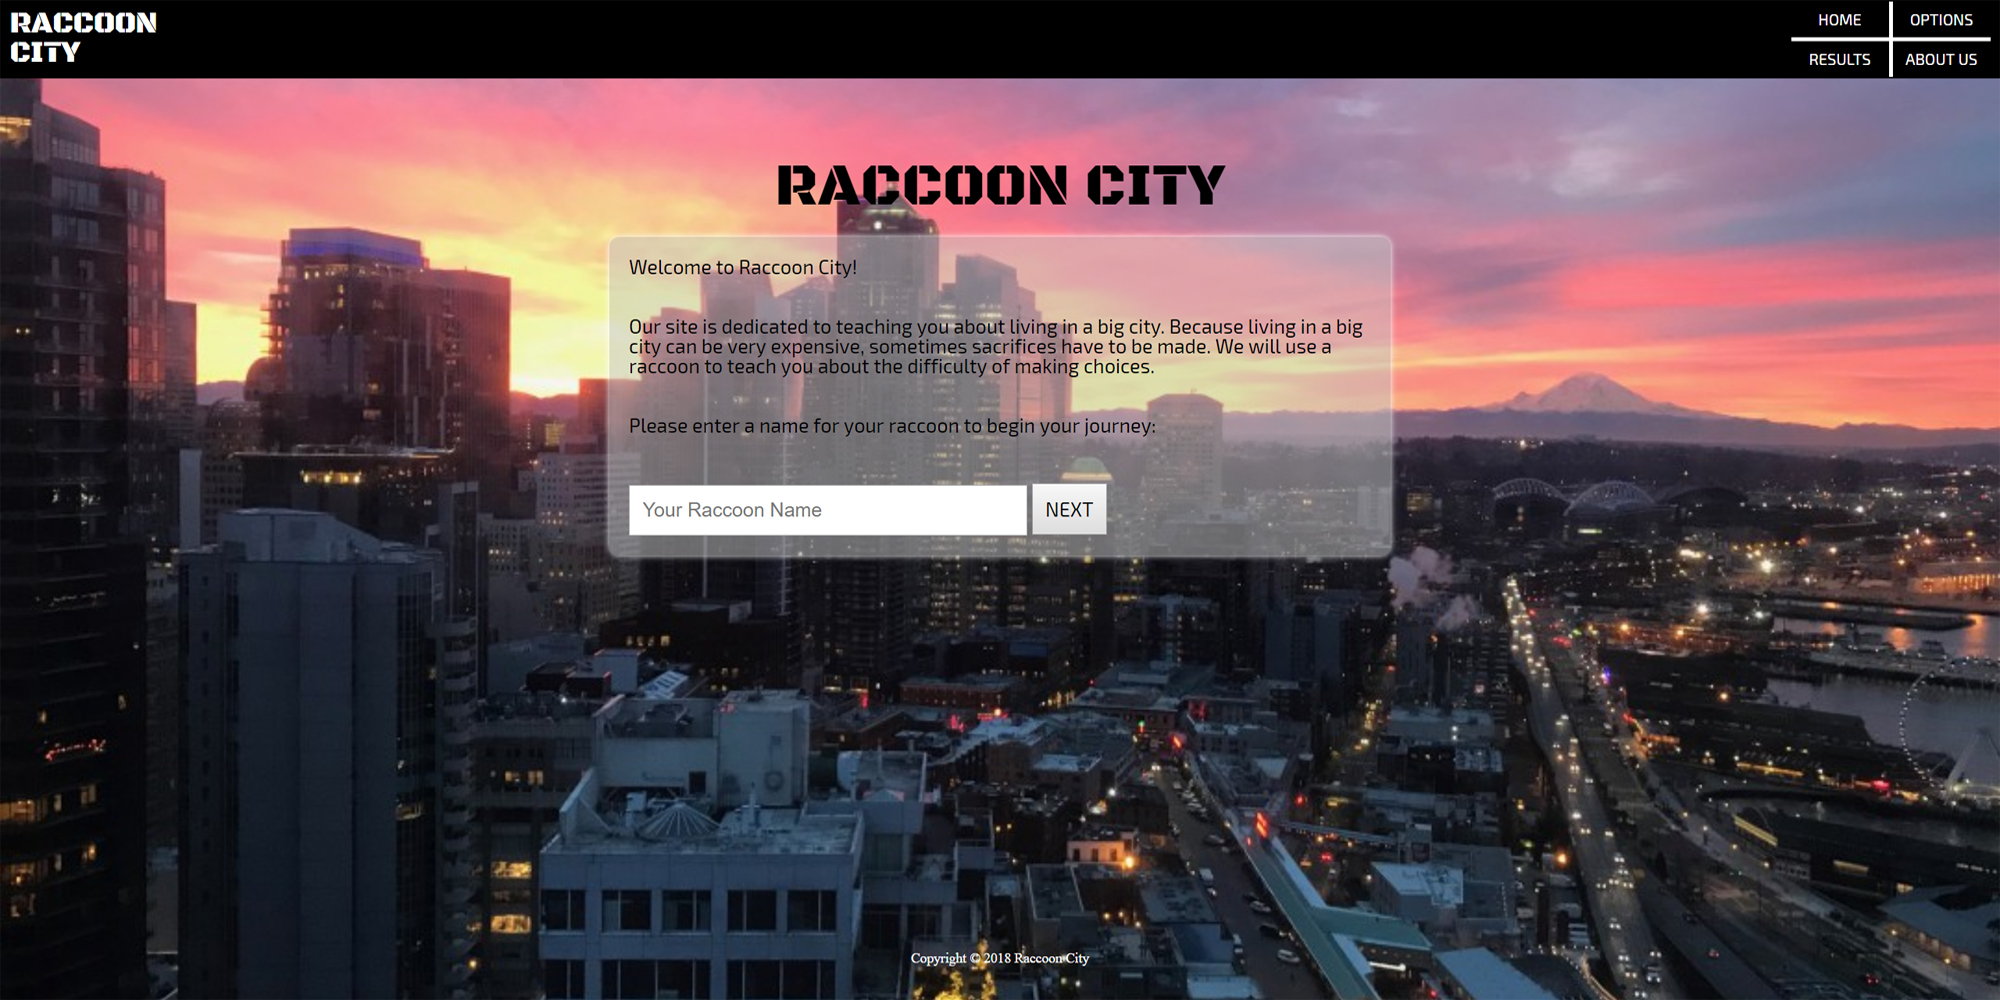 RACCOON
CITY
HOME
OPTIONS
RESULTS
ABOUT US
RACCOON CITY
Welcome to Raccoon City!
Our site is dedicated to teaching you about living in a big city. Because living in a big
city can be very expensive, sometimes sacrifices have to be made. We will use a
raccoon to teach you about the difficulty of making choices.
Please enter a name for your raccoon to begin your journey:
Your Raccoon Name
NEXT
Copyright © 2018 Raccoon City